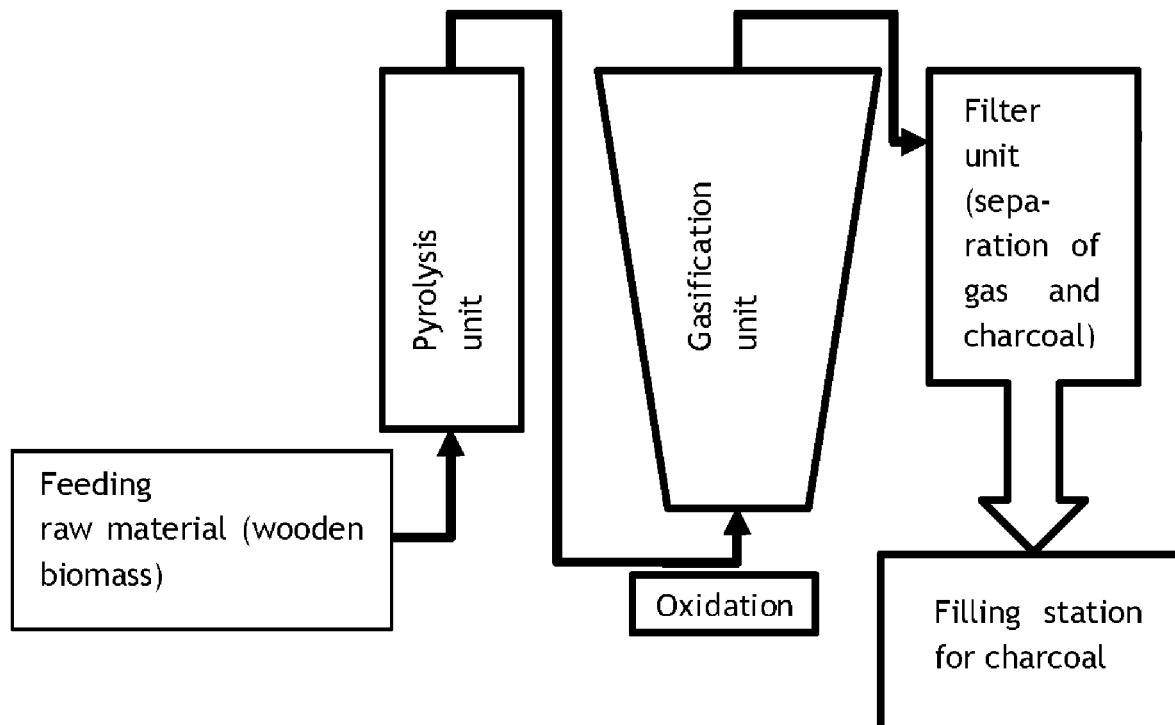 Feeding
raw material (wooden
biomass)
Pyrolysis
unit
Oxidation
Gasification
unit
Filter
unit
(sepa-
ration of
gas and
charcoal)
Filling station
for charcoal